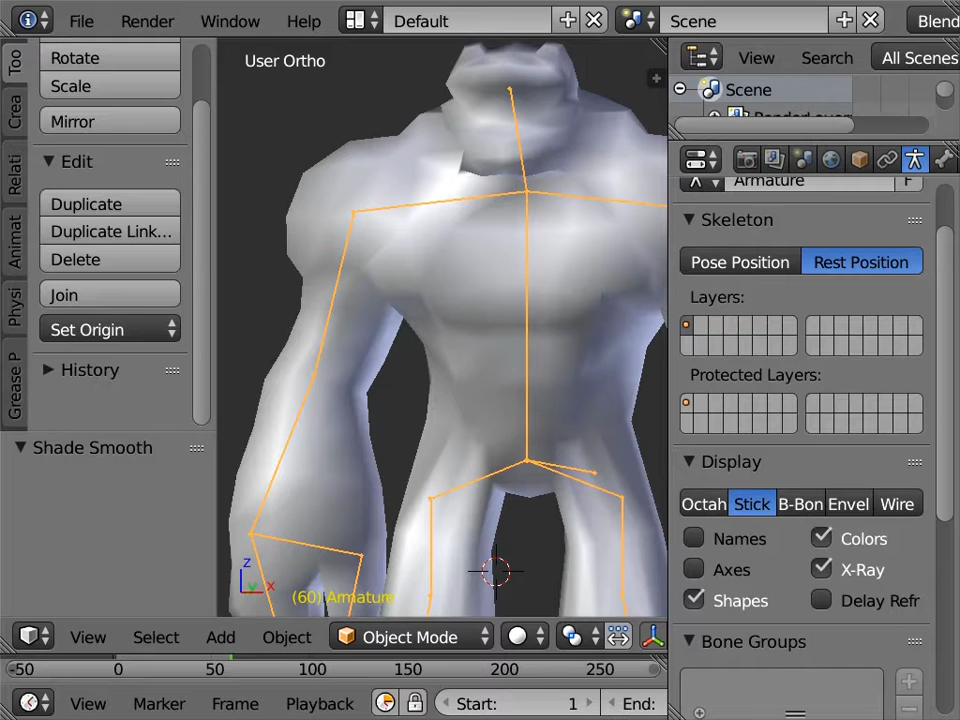 File Render Window Help Default Scene Blend
Too
Crea
Relati
Animat
Physi
Grease P
Rotate
Scale
Mirror
Edit
Duplicate
Duplicate Link...
Delete
Join
Set Origin
History
Shade Smooth
User Ortho
z
y
x
(60) Armature
View Select Add Object Object Mode
-50 0 50 100 150 200 250
View Marker Frame Playback Start: 1 End:
View Search All Scenes
Scene
Armature F
Skeleton
Pose Position Rest Position
Layers:
Protected Layers:
Display
Octah Stick B-Bon Envel Wire
Names Colors
Axes X-Ray
Shapes Delay Refr
Bone Groups